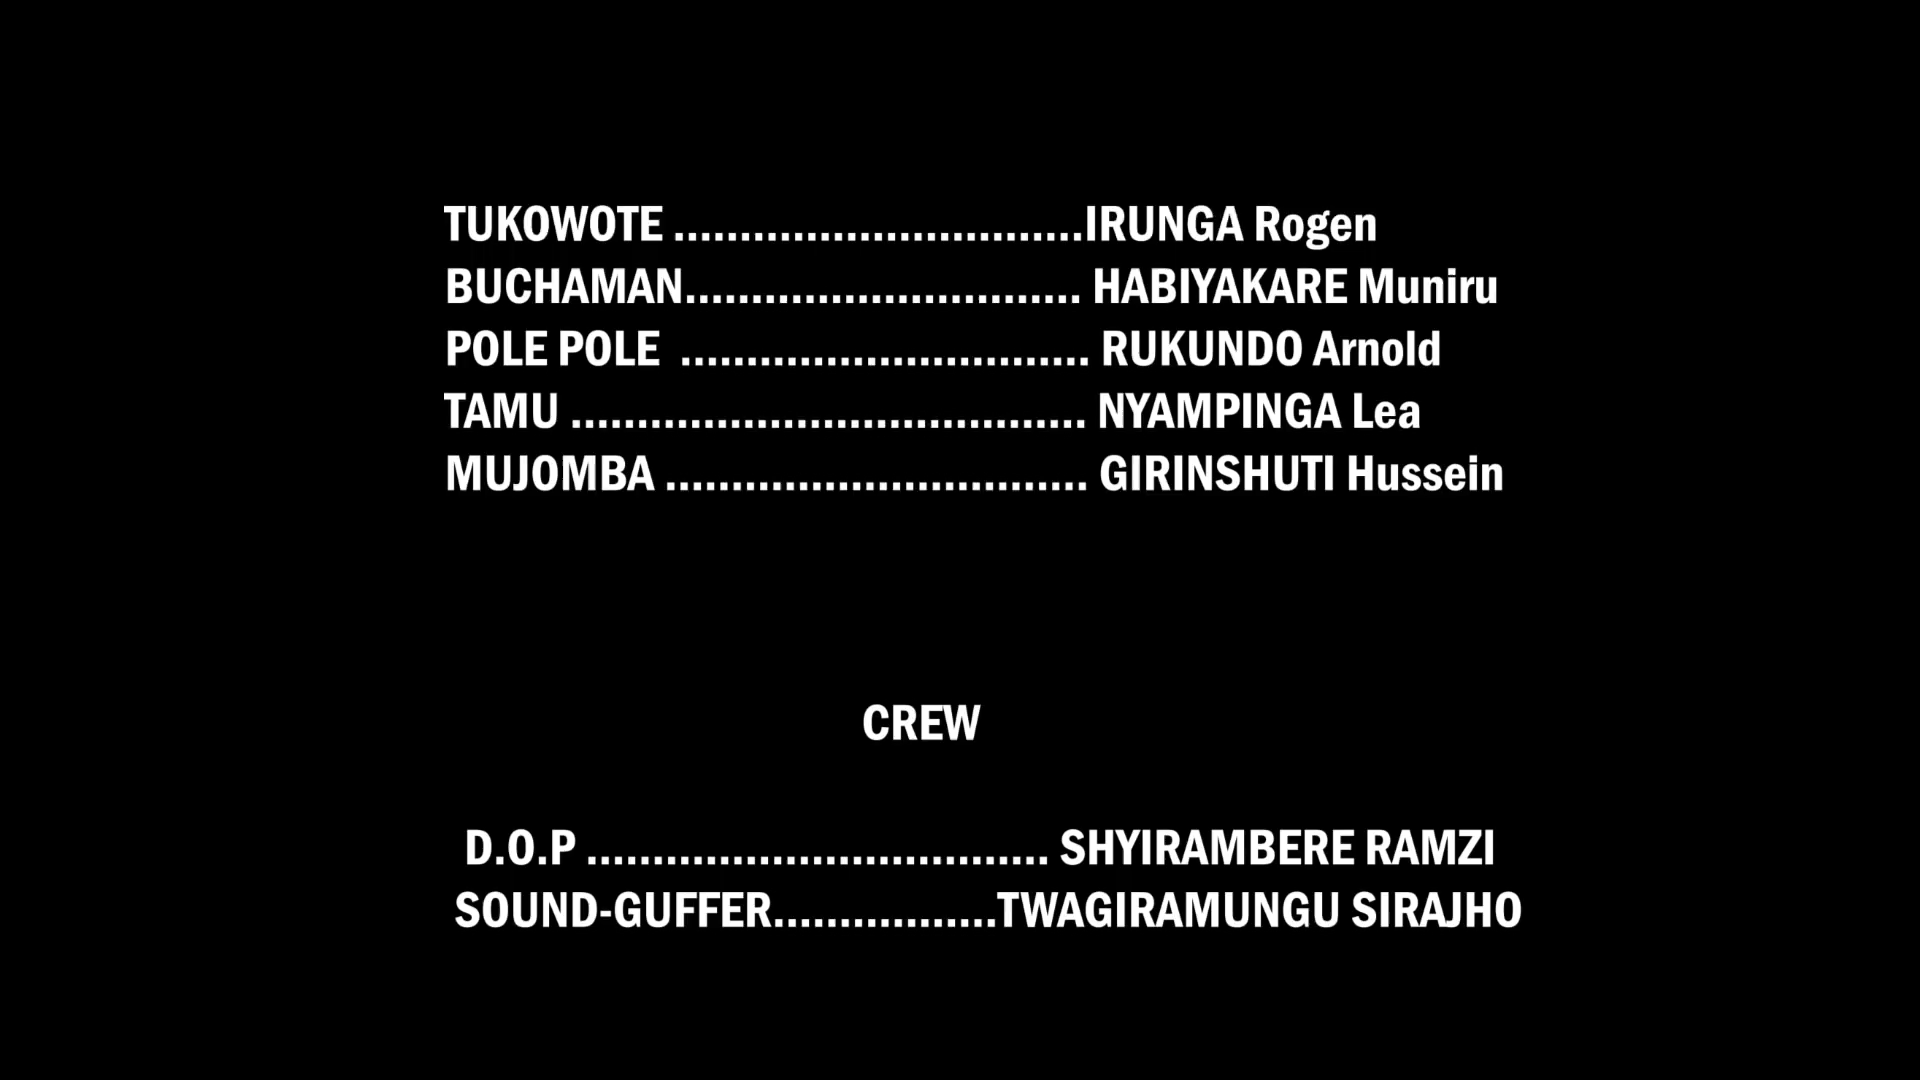 TUKOWOTE ...............................IRUNGA Rogen
BUCHAMAN.............................. HABIYAKARE Muniru
POLE POLE  ............................... RUKUNDO Arnold
TAMU ....................................... NYAMPINGA Lea
MUJOMBA ................................ GIRINSHUTI Hussein
CREW
D.O.P ................................... SHYIRAMBERE RAMZI
SOUND-GUFFER.................TWAGIRAMUNGU SIRAJHO